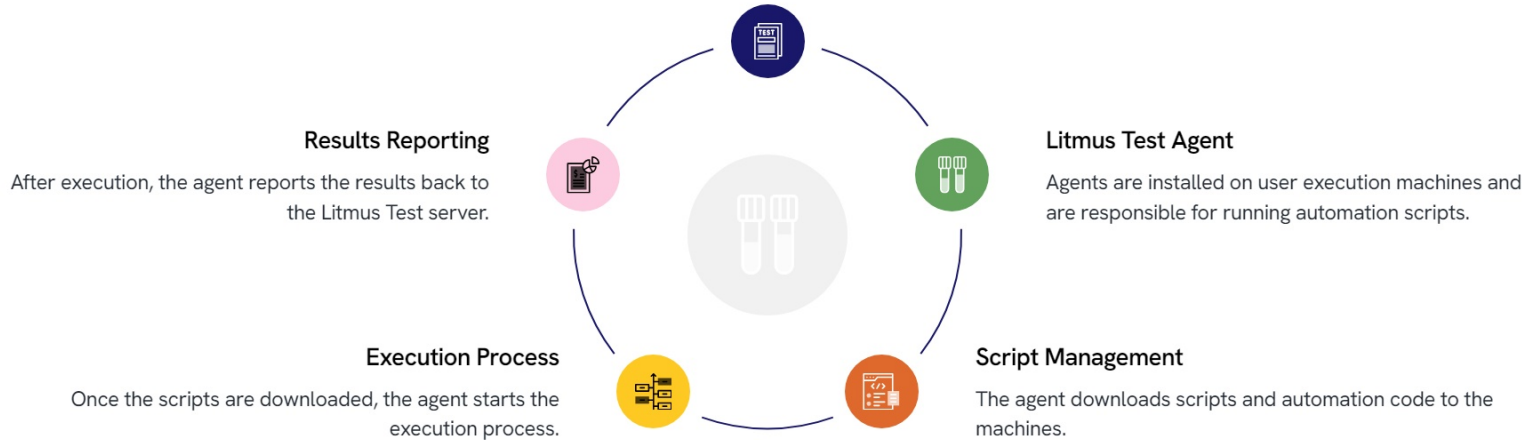 TEST
Results Reporting
After execution, the agent reports the results back to
the Litmus Test server.
Litmus Test Agent
Agents are installed on user execution machines and
are responsible for running automation scripts.
Execution Process
Once the scripts are downloaded, the agent starts the
execution process.
Script Management
The agent downloads scripts and automation code to the
machines.